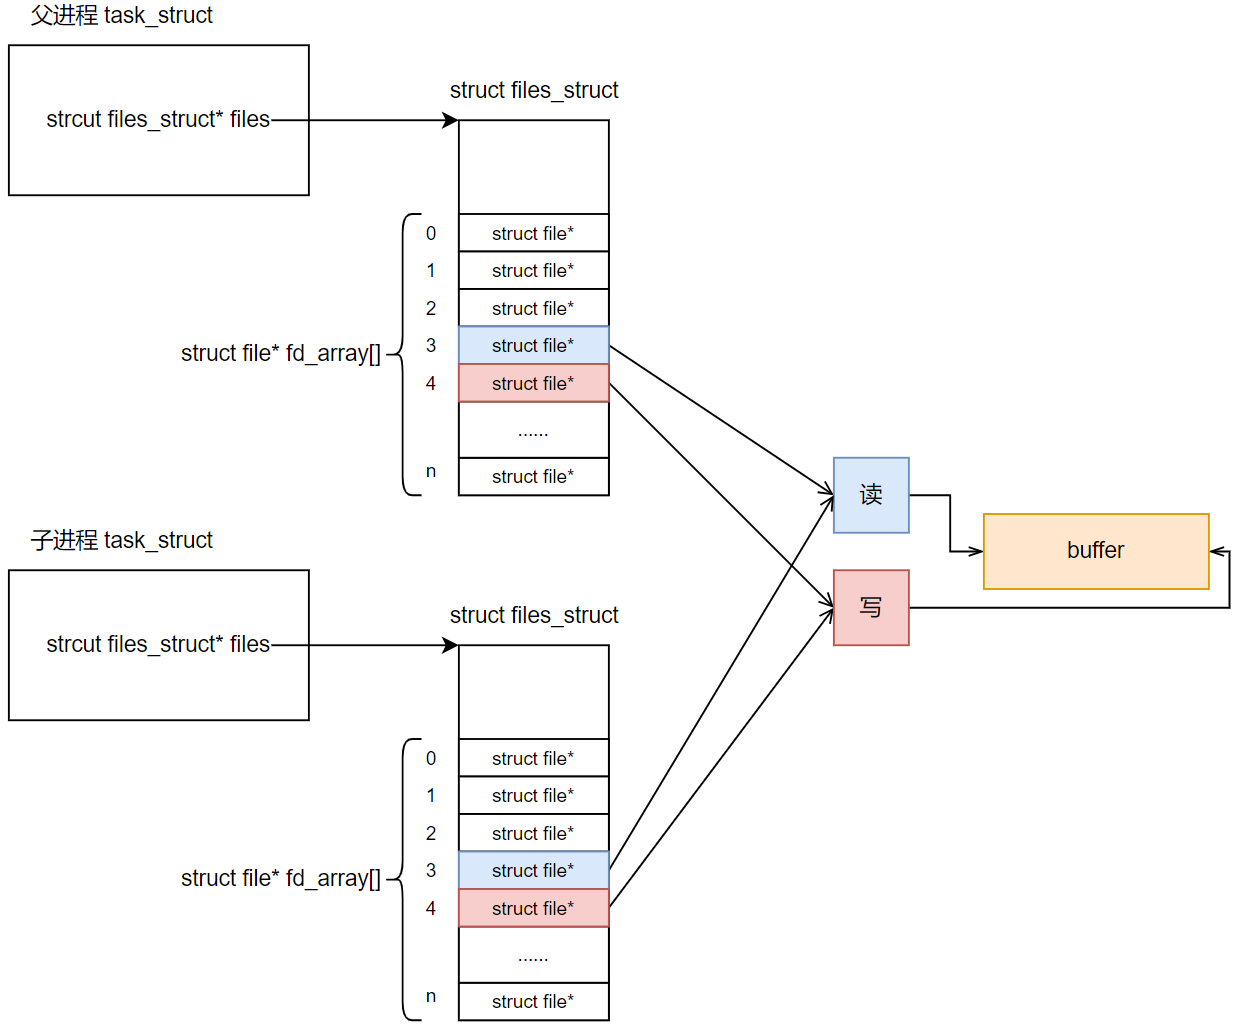 父进程 task_struct
strcut files_struct* files
struct files_struct
0
struct file*
1
struct file*
2
struct file*
struct file* fd_array[]
3
struct file*
4
struct file*
······
n
struct file*
读
buffer
写
子进程 task_struct
strcut files_struct* files
struct files_struct
0
struct file*
1
struct file*
2
struct file*
struct file* fd_array[]
3
struct file*
4
struct file*
······
n
struct file*